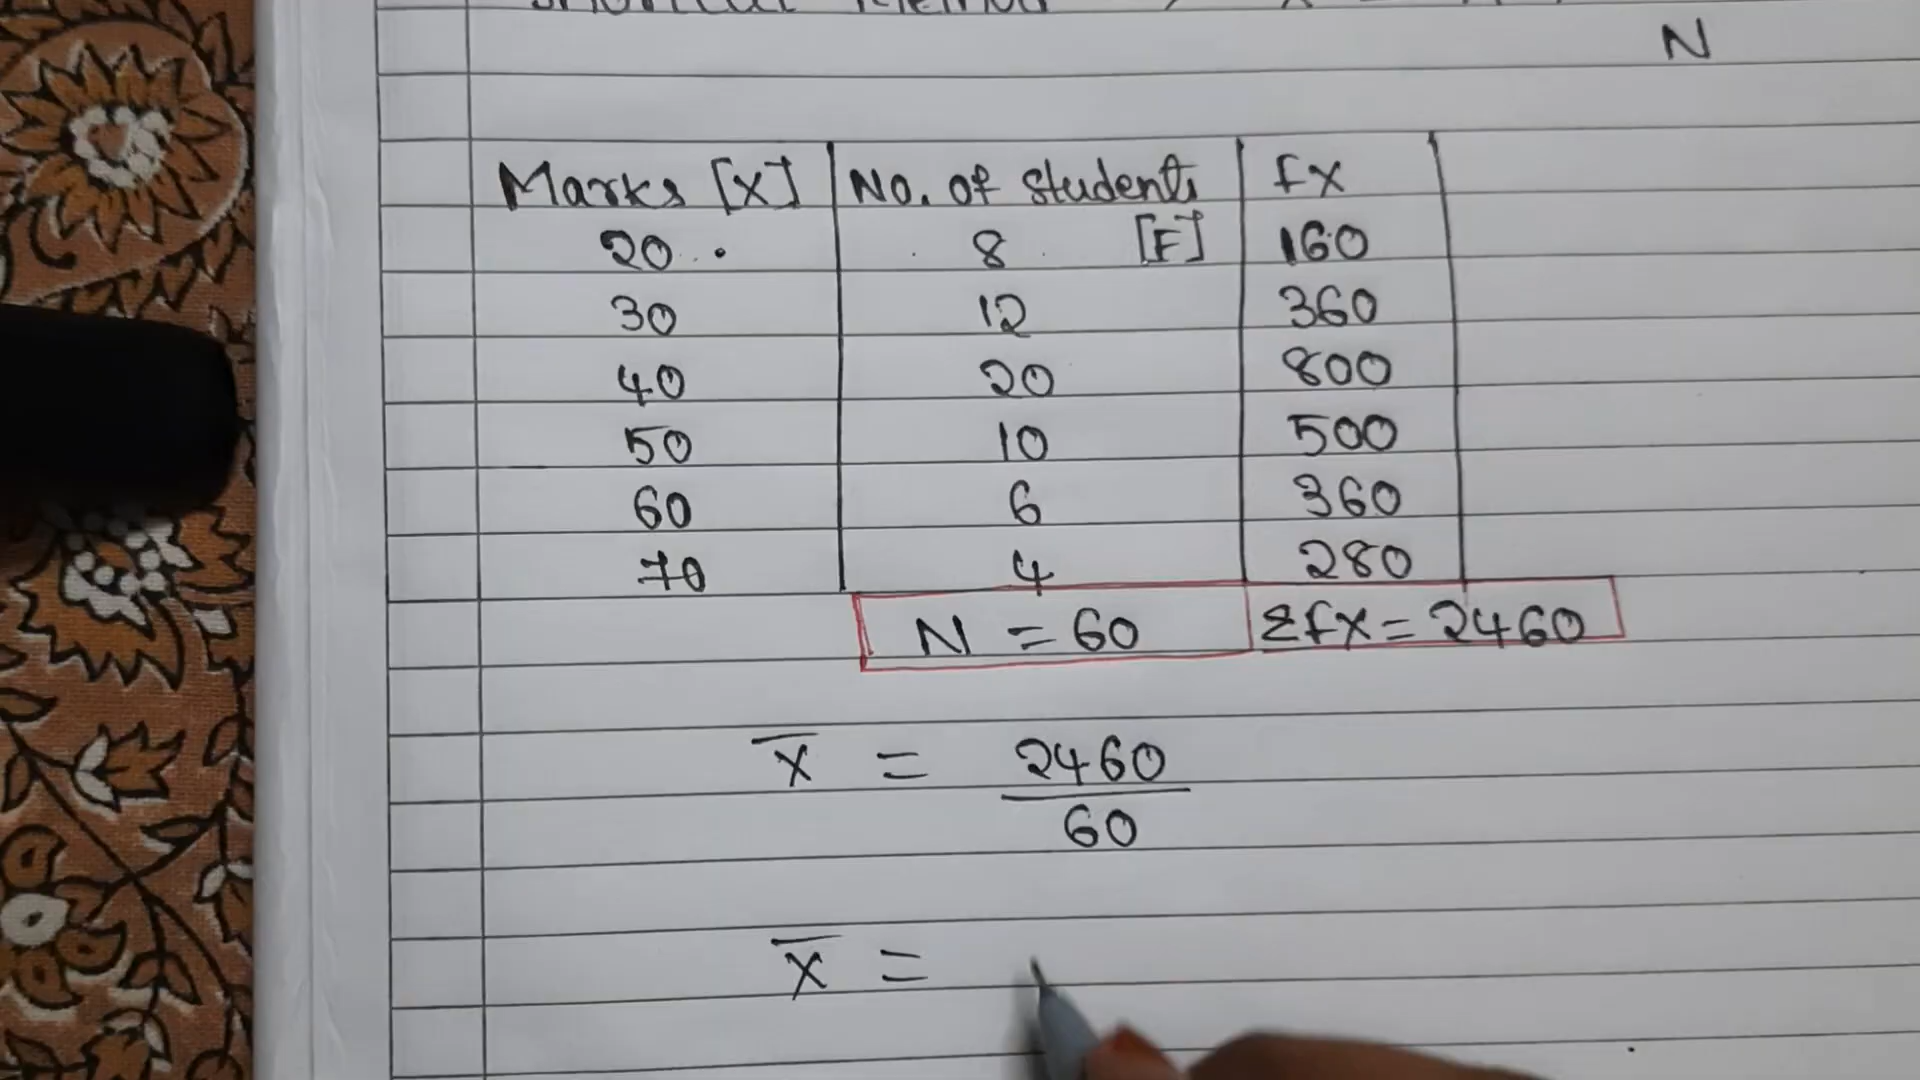 N
Marks [X] No. of students fx
20 8 [F] 160
30 12 360
40 20 800
50 10 500
60 6 360
70 4 280
N = 60 Σfx = 2460
x̄ = 2460
60
x̄ =